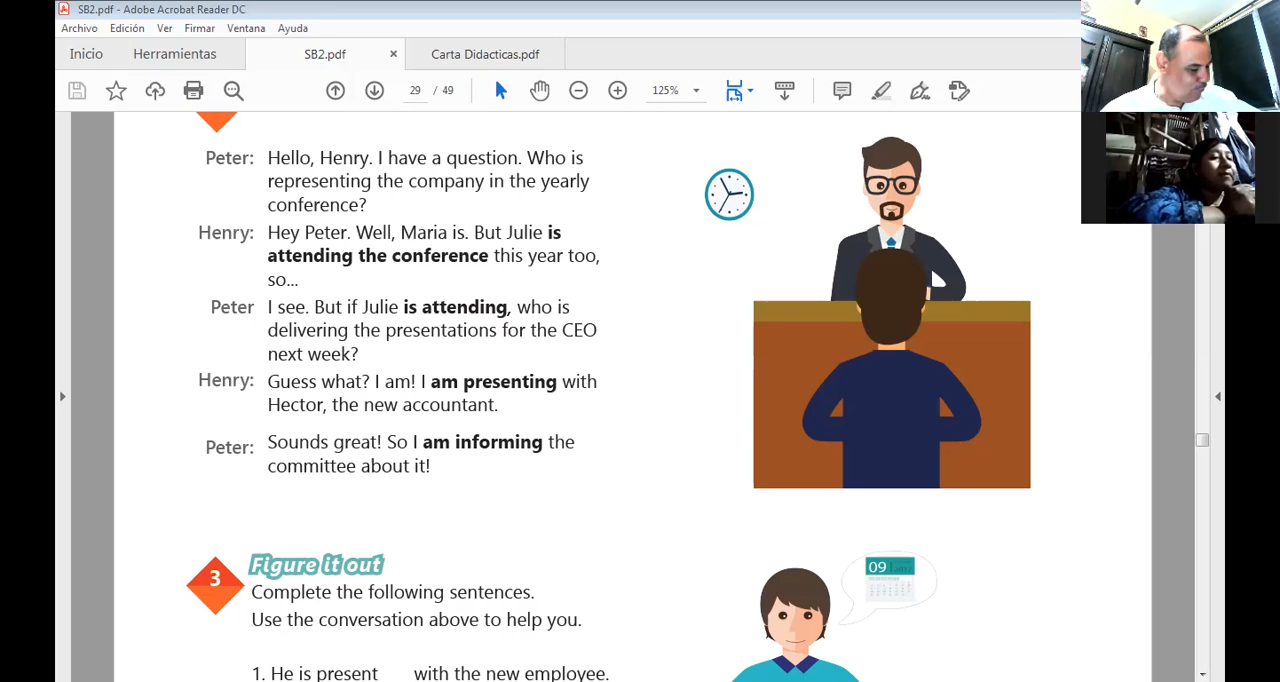 SB2.pdf - Adobe Acrobat Reader DC
Archivo Edición Ver Firmar Ventana Ayuda
Inicio Herramientas SB2.pdf × Carta Didacticas.pdf
29 / 49 125%
Peter: Hello, Henry. I have a question. Who is
representing the company in the yearly
conference?
Henry: Hey Peter. Well, Maria is. But Julie is
attending the conference this year too,
so...
Peter I see. But if Julie is attending, who is
delivering the presentations for the CEO
next week?
Henry: Guess what? I am! I am presenting with
Hector, the new accountant.
Peter: Sounds great! So I am informing the
committee about it!
3 Figure it out
Complete the following sentences.
Use the conversation above to help you.
09
1. He is present with the new employee.